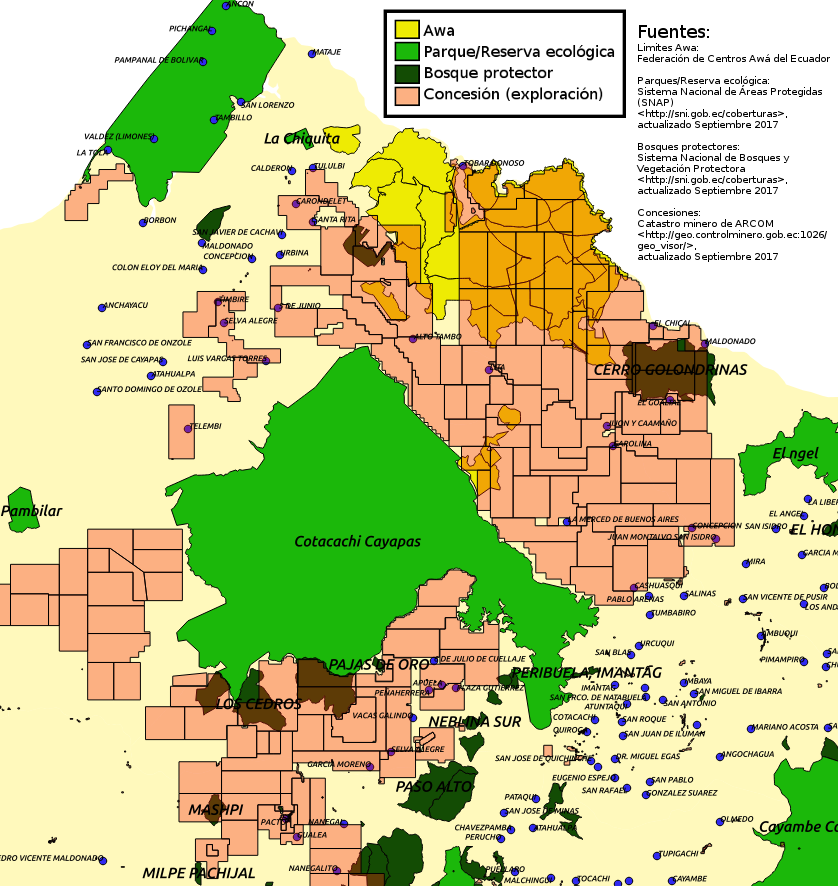 ANCON
PICHANGAL
MATAJE
PAMPANAL DE BOLIVAR
SAN LORENZO
TAMBILLO
VALDEZ (LIMONES)
LA TOLA
Awa
Parque/Reserva ecológica
Bosque protector
Concesión (exploración)
Fuentes:
Limites Awa:
Federación de Centros Awá del Ecuador
Parques/Reserva ecológica:
Sistema Nacional de Áreas Protegidas
(SNAP)
<http://sni.gob.ec/coberturas>,
actualizado Septiembre 2017
Bosques protectores:
Sistema Nacional de Bosques y
Vegetación Protectora
<http://sni.gob.ec/coberturas>,
actualizado Septiembre 2017
Concesiones:
Catastro minero de ARCOM
<http://geo.controlminero.gob.ec:1026/
geo_visor/>,
actualizado Septiembre 2017
La Chiquita
CALDERON
TULULBI
TOBAR DONOSO
CARONDELET
SANTA RITA
BORBON
SAN JAVIER DE CACHAVI
MALDONADO
CONCEPCION
URBINA
COLON ELOY DEL MARIA
ANCHAYACU
TIMBIRE
5 DE JUNIO
SELVA ALEGRE
SAN FRANCISCO DE ONZOLE
SAN JOSE DE CAYAPAS
LUIS VARGAS TORRES
ATAHUALPA
SANTO DOMINGO DE OZOLE
TELEMBI
ALTO TAMBO
EL CHICAL
MALDONADO
CERRO GOLONDRINAS
EL GOALTAL
JIJON Y CAAMAÑO
CAROLINA
El ngel
Pambilar
Cotacachi Cayapas
LA MERCED DE BUENOS AIRES
CONCEPCION
SAN ISIDRO
JUAN MONTALVO
SAN ISIDRO
EL ANGEL
LA LIBER
EL HO
GARCIA M
MIRA
CASHUASQUI
PABLO ARENAS
SALINAS
TUMBABIRO
SAN VICENTE DE PUSIR
LOS AND
AMBUQUI
PIMAMPIRO
URCUQUI
SAN BLAS
PAJAS DE ORO
6 DE JULIO DE CUELLAJE
PERIBUELA, IMANTAG
APUELA
PEÑAHERRERA
PLAZA GUTIERREZ
IMANTAG
AMBAYA
SAN MIGUEL DE IBARRA
SAN FRCO. DE NATABUELA
ATUNTAQUI
SAN ANTONIO
LOS CEDROS
VACAS GALINDO
NEBLINA SUR
COTACACHI
SAN ROQUE
QUIROGA
SAN JUAN DE ILUMAN
MARIANO ACOSTA
SELVA ALEGRE
GARCIA MORENO
SAN JOSE DE QUICHINCHE
DR. MIGUEL EGAS
ANGOCHAGUA
EUGENIO ESPEJO
SAN PABLO
SAN RAFAEL
GONZALEZ SUAREZ
PASO ALTO
PATAQUI
MASHPI
PACTO
NANEGAL
GUALEA
SAN JOSE DE MINAS
CHAVEZPAMBA
ATAHUALPA
PERUCHO
OLMEDO
Cayambe Co
TUPIGACHI
EDRO VICENTE MALDONADO
MILPE PACHIJAL
NANEGALITO
PUELLARO
MALCHINGUI
TOCACHI
CAYAMBE